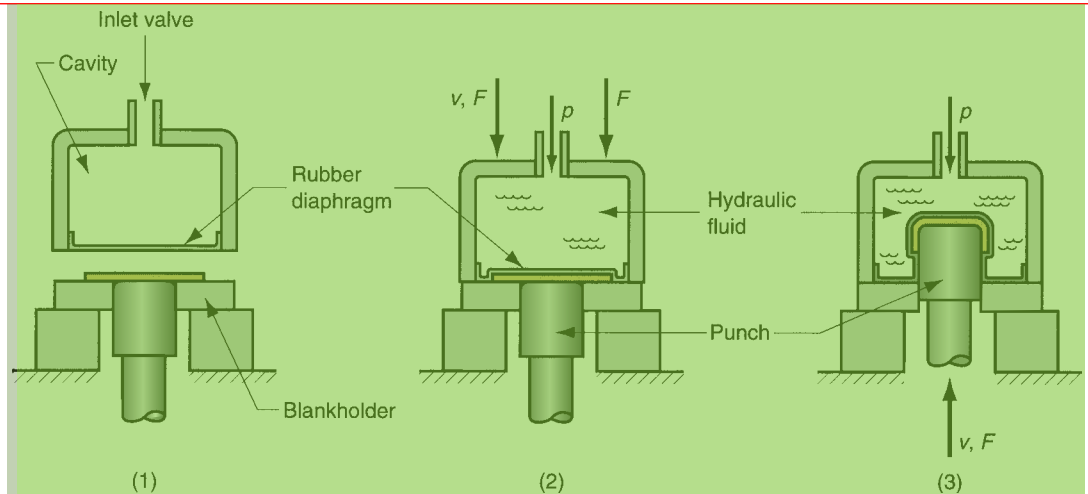 Inlet valve
Cavity
v, F
F
p
p
Rubber
diaphragm
Hydraulic
fluid
Punch
Blankholder
v, F
(1)
(2)
(3)